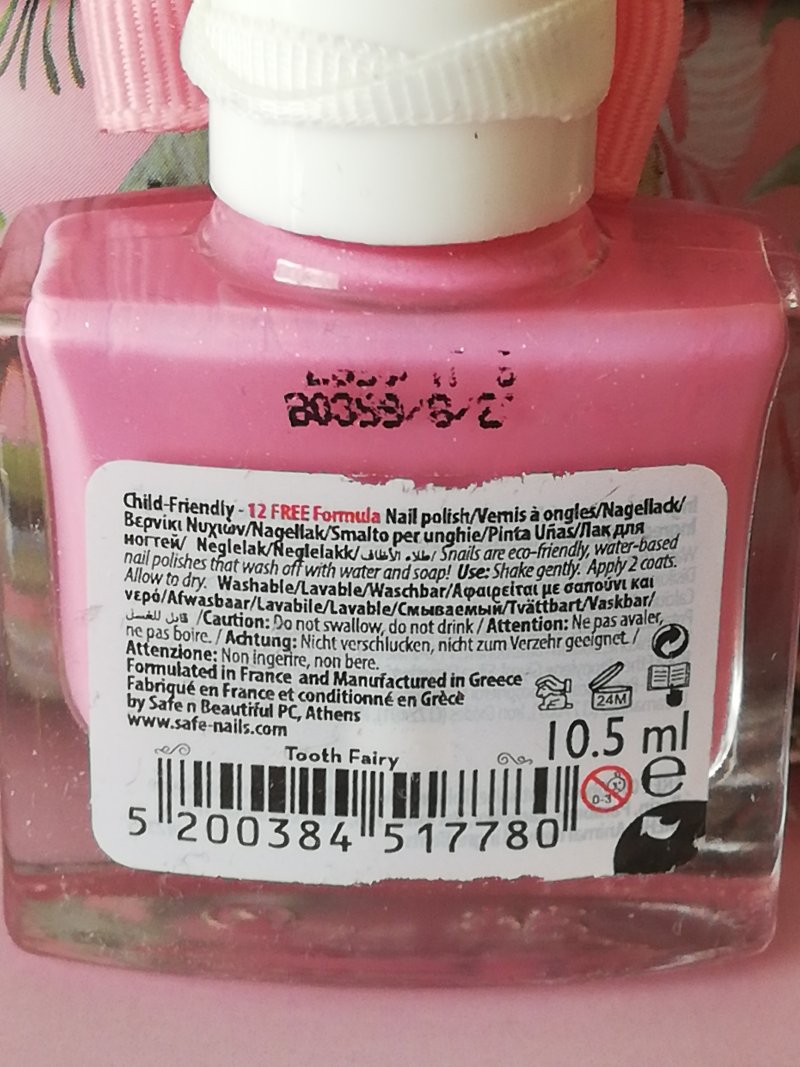 Child-Friendly - 12 FREE Formula Nail polish/Vernis à ongles/Nagellack/
Βερνίκι Νυχιών/Nagellak/Smalto per unghie/Pinta Uñas/Лак для
ногтей/ Neglelak/Neglelakk/طلاء الأظافر/ Snails are eco-friendly, water-based
nail polishes that wash off with water and soap! Use: Shake gently. Apply 2 coats.
Allow to dry. Washable/Lavable/Waschbar/Αφαιρείται με σαπούνι και
νερό/Afwasbaar/Lavabile/Lavable/Смываемый/Tvättbart/Vaskbar/
قابل للغسل /Caution: Do not swallow, do not drink / Attention: Ne pas avaler,
ne pas boire. / Achtung: Nicht verschlucken, nicht zum Verzehr geeignet. /
Attenzione: Non ingerire, non bere.
Formulated in France and Manufactured in Greece
Fabriqué en France et conditionné en Grèce
by Safe n Beautiful PC, Athens
www.safe-nails.com
24M
10.5 ml
Tooth Fairy
0-3
e
5 200384 517780